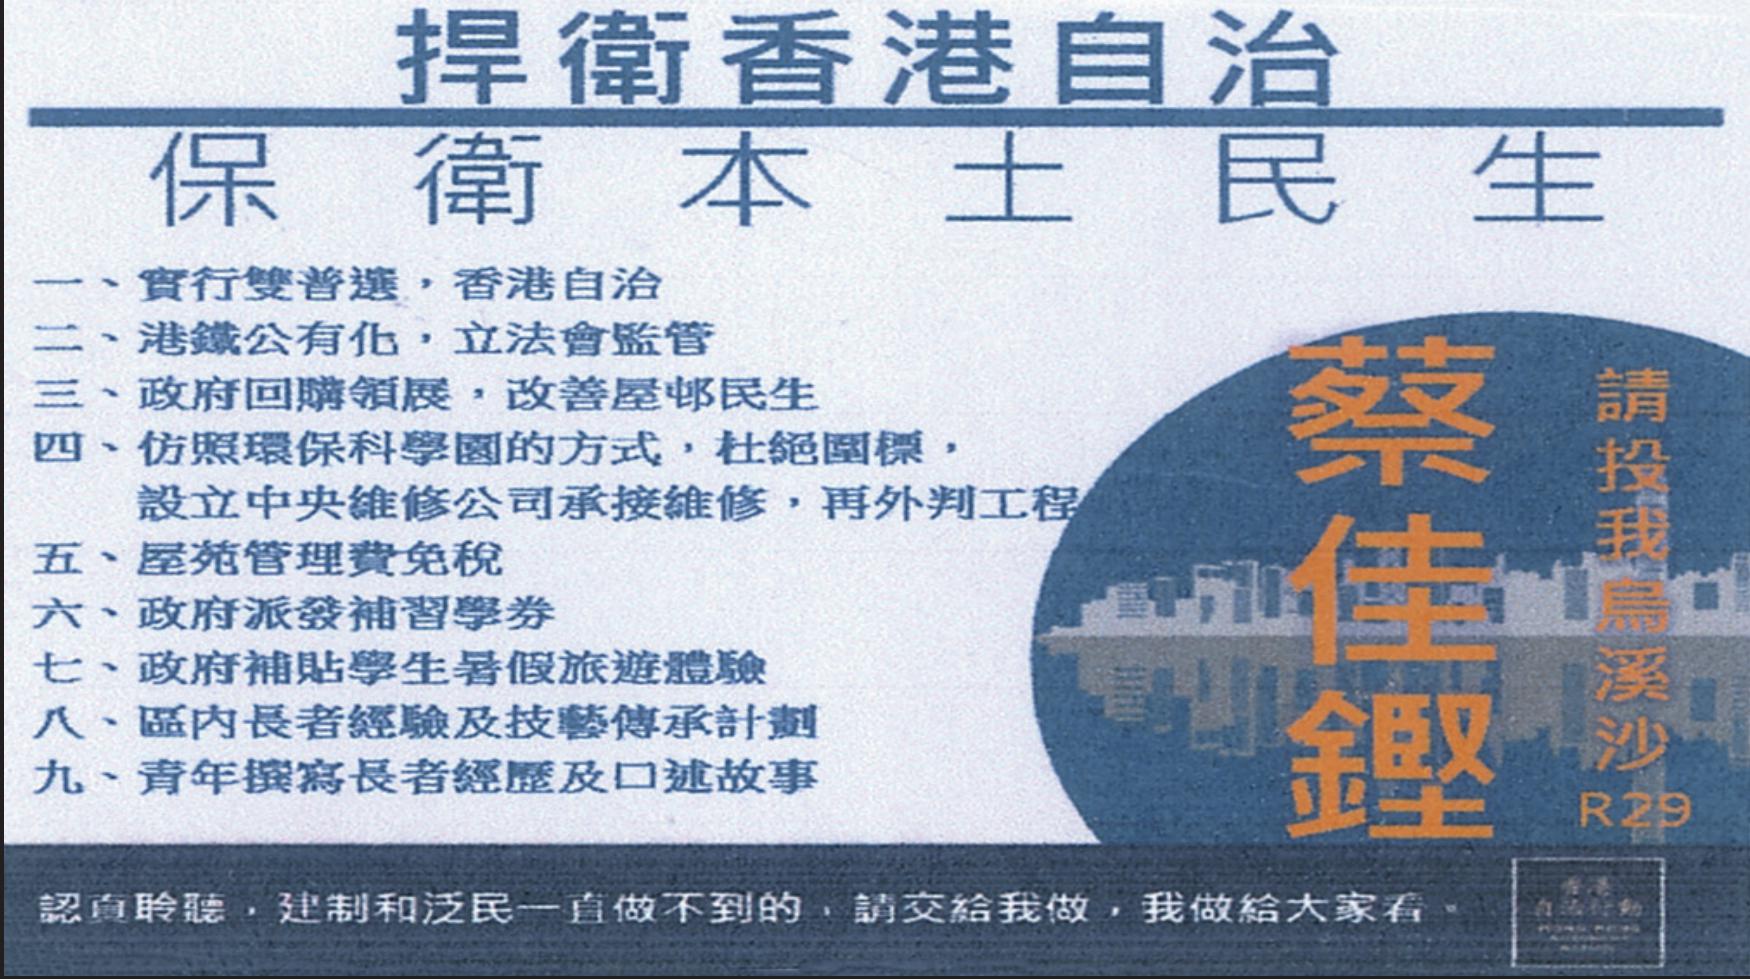 捍衛香港自治
保衛本土民生
一、實行雙普選，香港自治
二、港鐵公有化，立法會監管
三、政府回購領展，改善屋邨民生
四、仿照環保科學園的方式，杜絕圍標，
設立中央維修公司承接維修，再外判工程
五、屋苑管理費免稅
六、政府派發補習學券
七、政府補貼學生暑假旅遊體驗
八、區內長者經驗及技藝傳承計劃
九、青年撰寫長者經歷及口述故事
請投我烏溪沙R29
蔡佳鏗
認真聆聽，建制和泛民一直做不到的，請交給我做，我做給大家看。
香港
自治行動
HONG KONG